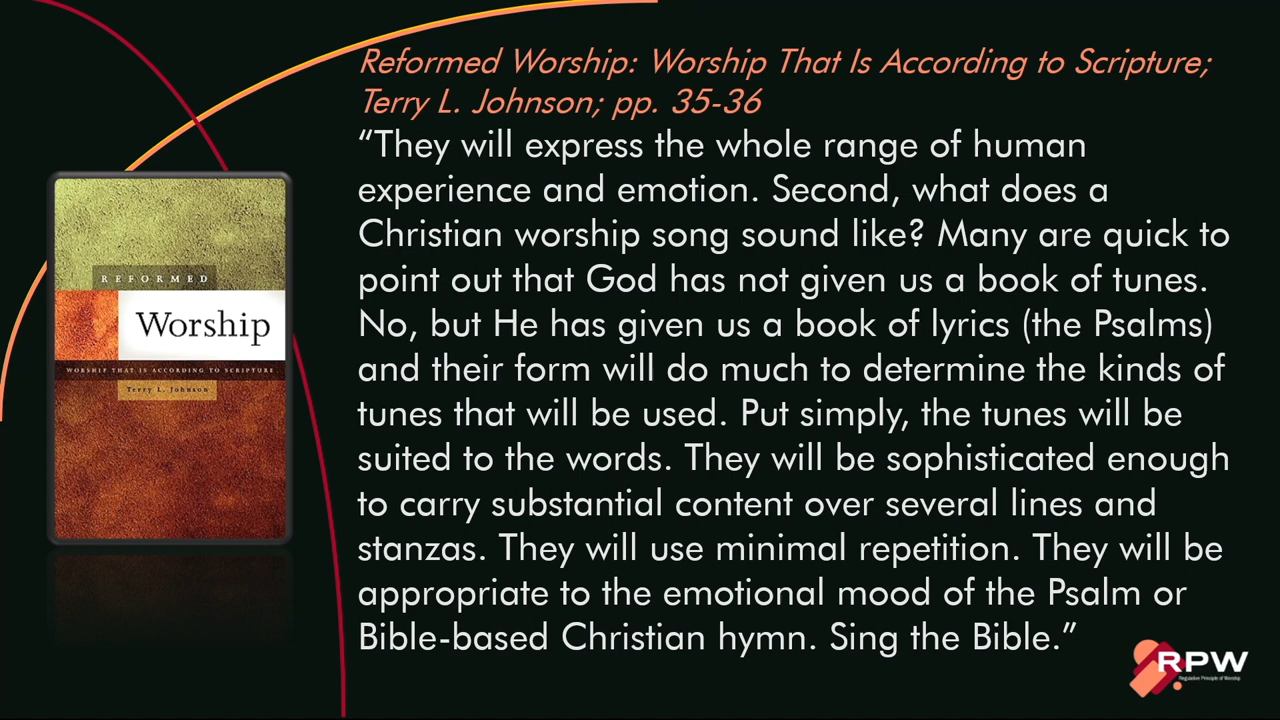 Reformed Worship: Worship That Is According to Scripture;
Terry L. Johnson; pp. 35-36
“They will express the whole range of human
experience and emotion. Second, what does a
Christian worship song sound like? Many are quick to
point out that God has not given us a book of tunes.
No, but He has given us a book of lyrics (the Psalms)
and their form will do much to determine the kinds of
tunes that will be used. Put simply, the tunes will be
suited to the words. They will be sophisticated enough
to carry substantial content over several lines and
stanzas. They will use minimal repetition. They will be
appropriate to the emotional mood of the Psalm or
Bible-based Christian hymn. Sing the Bible.”
REFORMED
Worship
WORSHIP THAT IS ACCORDING TO SCRIPTURE
Terry L. Johnson
RPW
Regulative Principle of Worship